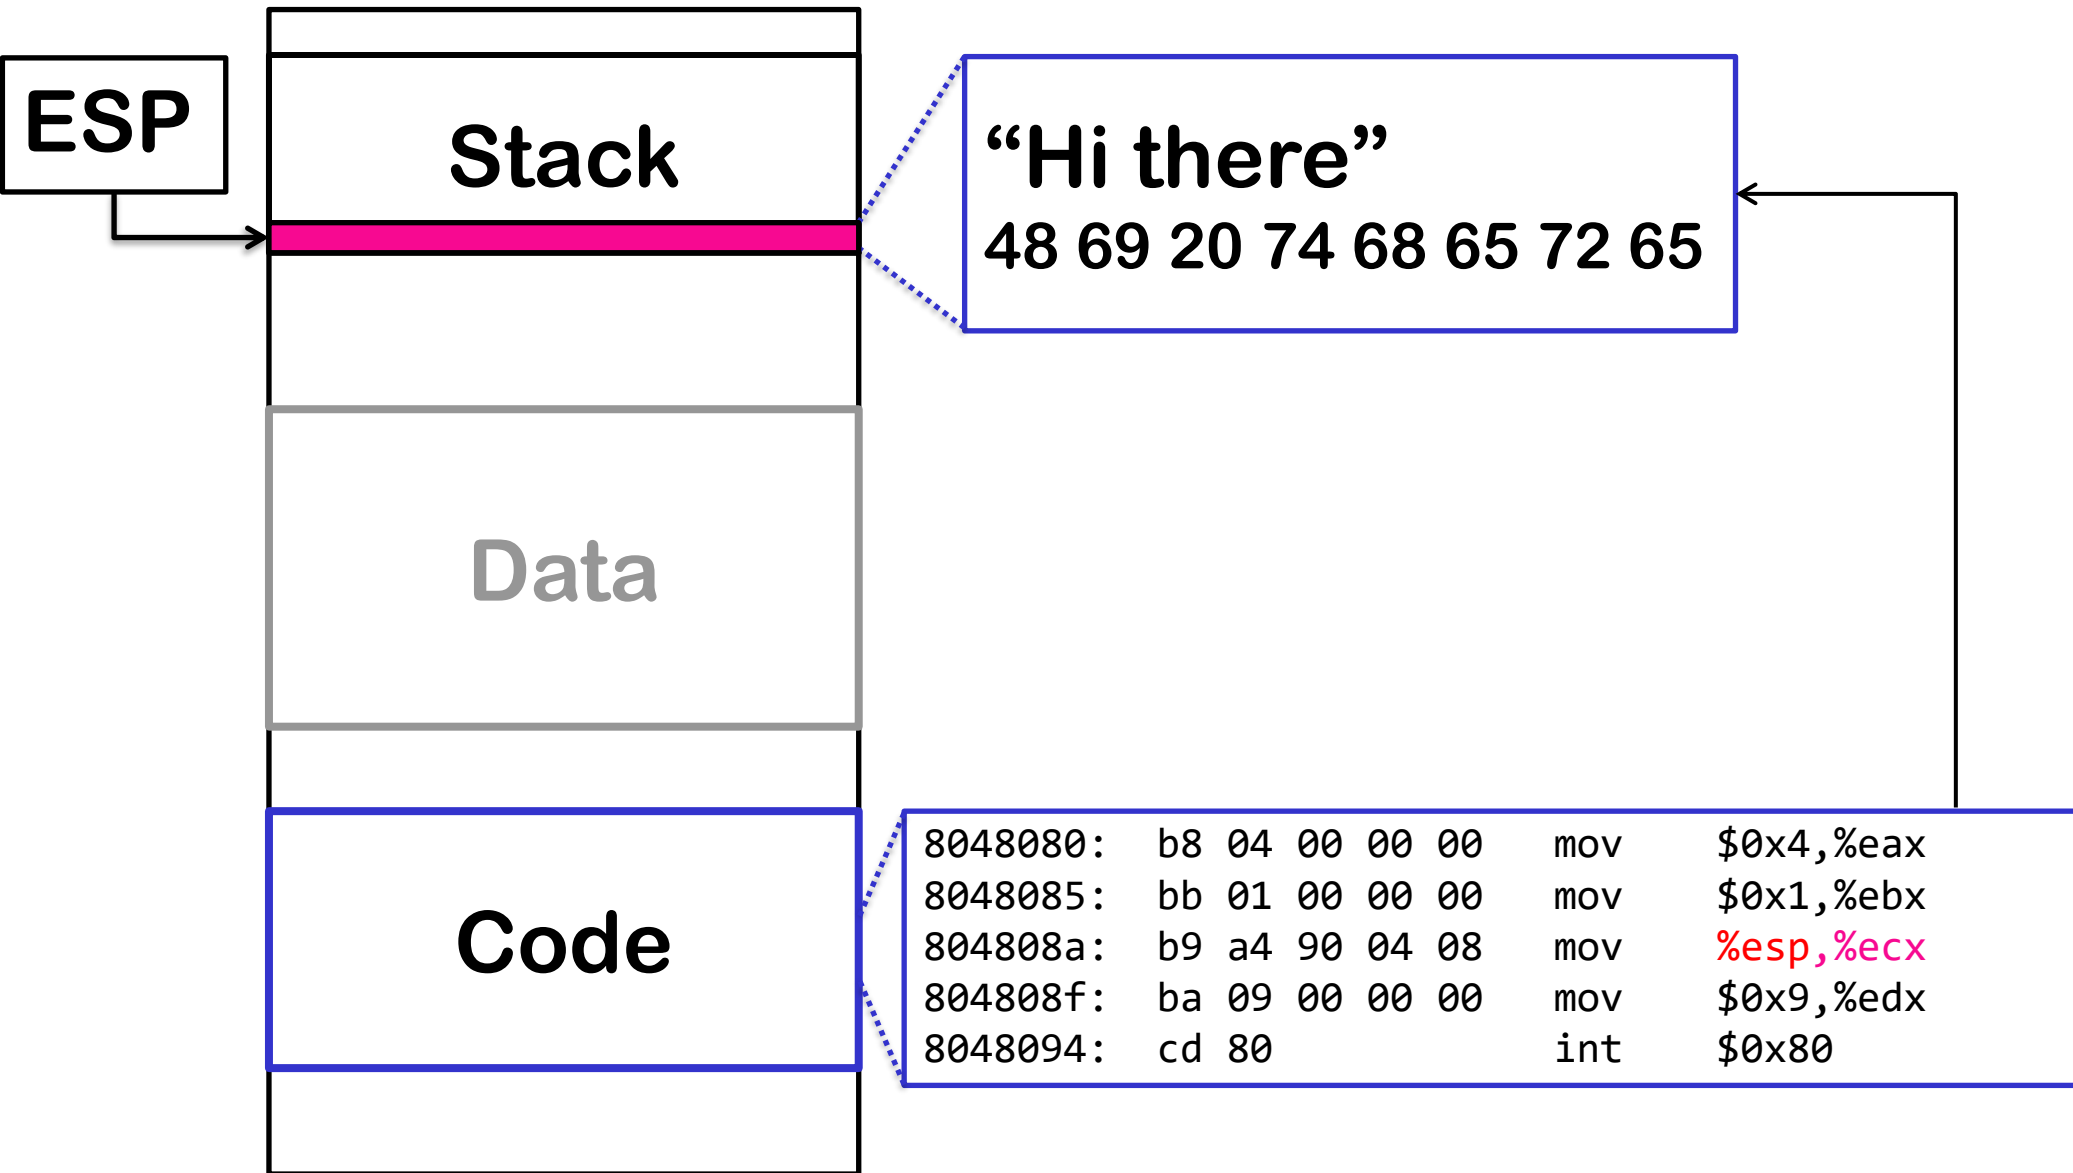 ESP
Stack
“Hi there”
48 69 20 74 68 65 72 65
Data
Code
8048080: b8 04 00 00 00 mov $0x4,%eax
8048085: bb 01 00 00 00 mov $0x1,%ebx
804808a: b9 a4 90 04 08 mov %esp,%ecx
804808f: ba 09 00 00 00 mov $0x9,%edx
8048094: cd 80 int $0x80